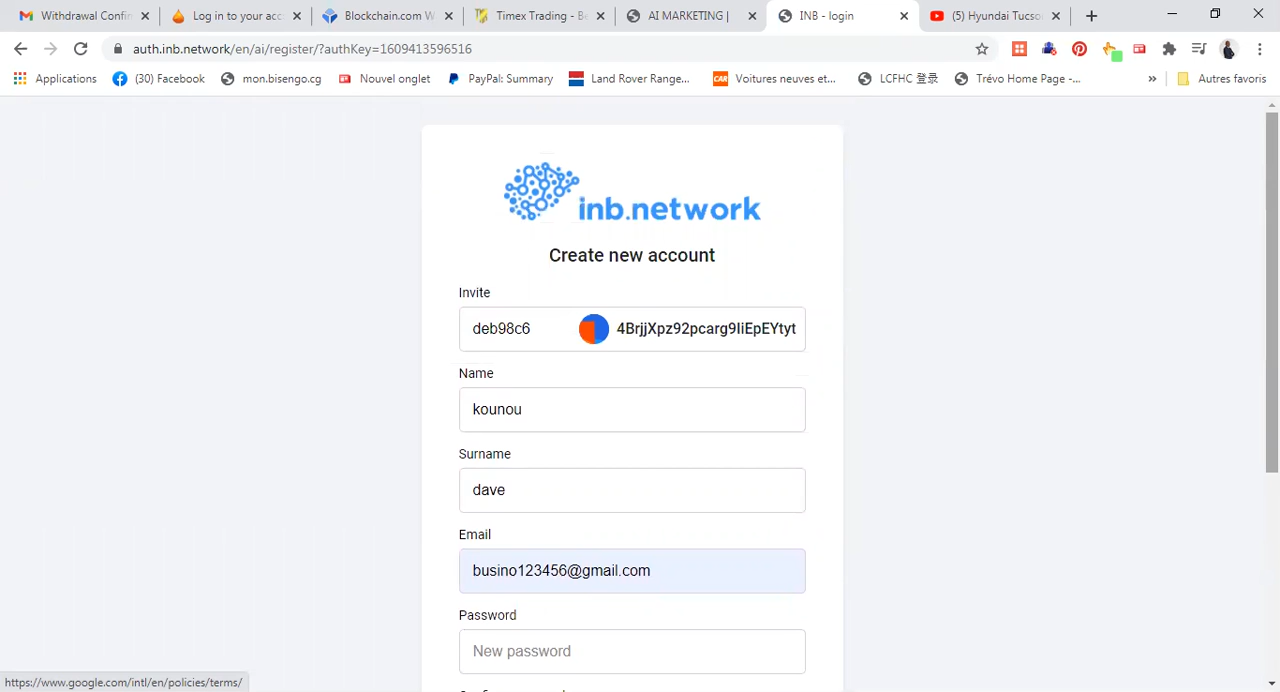 Withdrawal Confir
Log in to your acc
Blockchain.com W
Timex Trading - Be
AI MARKETING |
INB - login
(5) Hyundai Tucso
auth.inb.network/en/ai/register/?authKey=1609413596516
Applications
(30) Facebook
mon.bisengo.cg
Nouvel onglet
PayPal: Summary
Land Rover Range...
CAR
Voitures neuves et...
LCFHC 登录
Trévo Home Page -...
»
Autres favoris
inb.network
Create new account
Invite
deb98c6 4BrjjXpz92pcarg9IiEpEYtyt
Name
kounou
Surname
dave
Email
busino123456@gmail.com
Password
New password
https://www.google.com/intl/en/policies/terms/